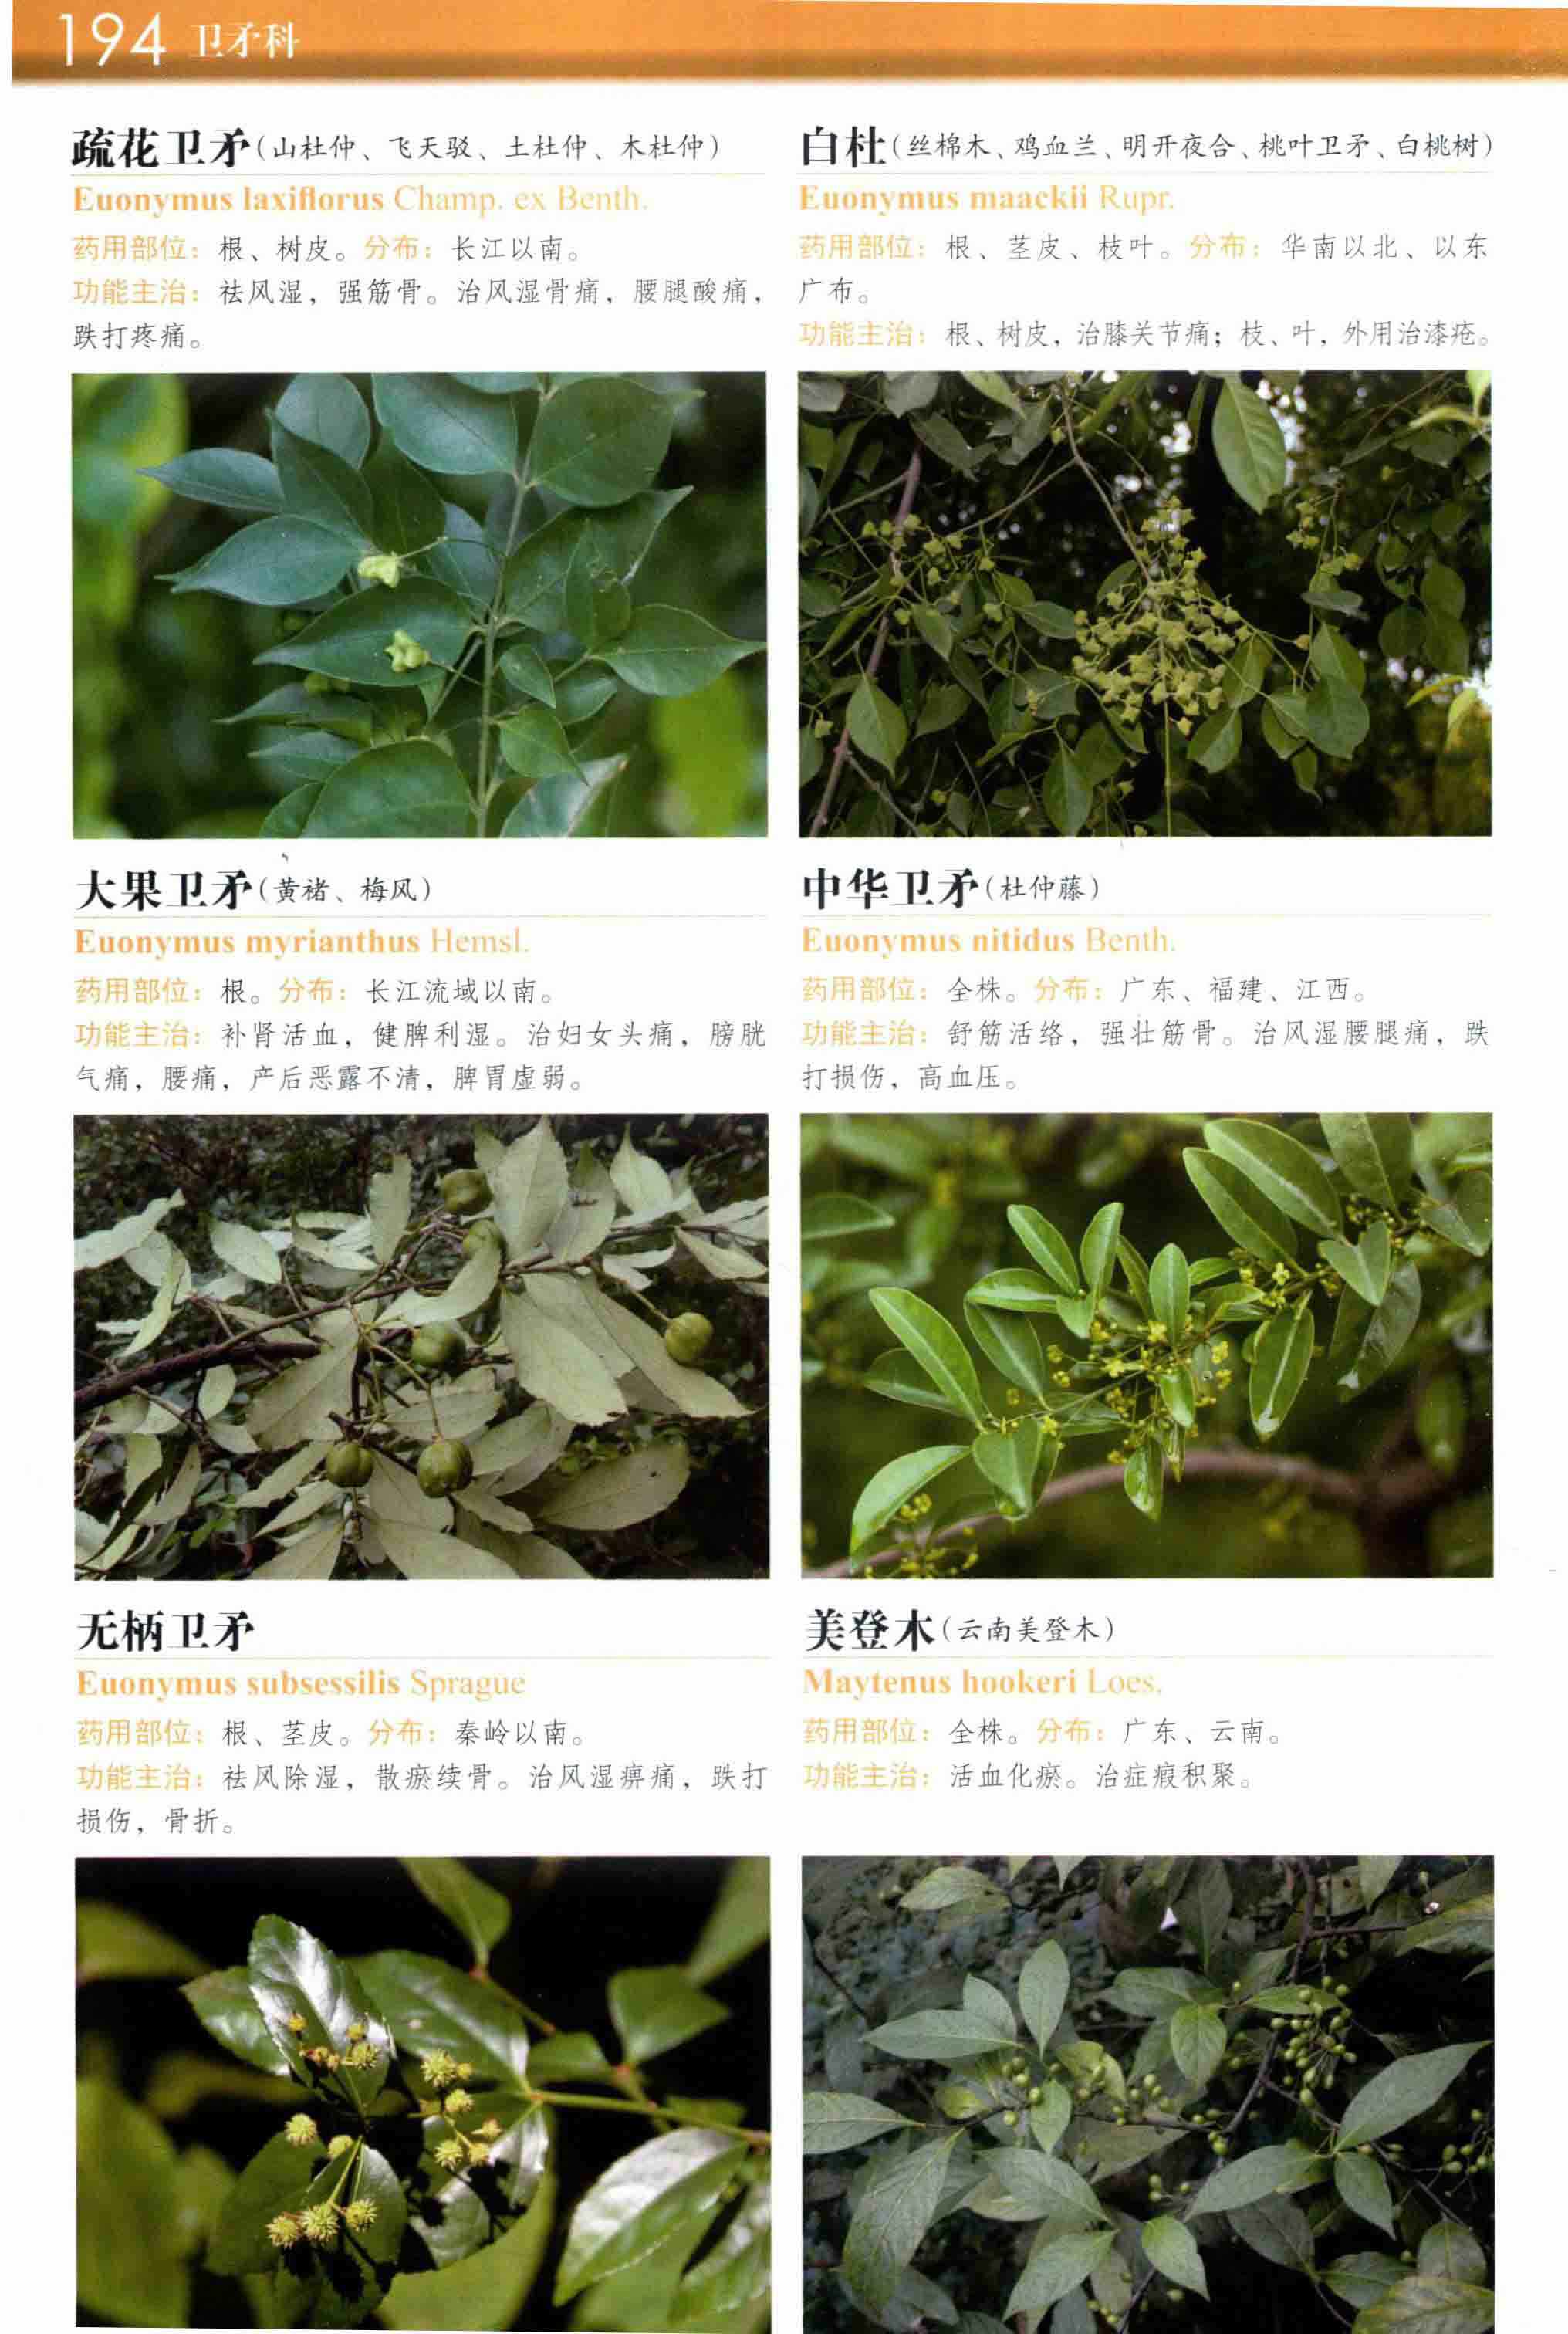 194 卫矛科
疏花卫矛(山杜仲、飞天驳、土杜仲、木杜仲)
Euonymus laxiflorus Champ. ex Benth.
药用部位：根、树皮。分布：长江以南。
功能主治：祛风湿，强筋骨。治风湿骨痛，腰腿酸痛，
跌打疼痛。
白杜(丝棉木、鸡血兰、明开夜合、桃叶卫矛、白桃树)
Euonymus maackii Rupr.
药用部位：根、茎皮、枝叶。分布：华南以北、以东
广布。
功能主治：根、树皮，治膝关节痛；枝、叶，外用治漆疮。
大果卫矛(黄褚、梅风)
Euonymus myrianthus Hemsl.
药用部位：根。分布：长江流域以南。
功能主治：补肾活血，健脾利湿。治妇女头痛，膀胱
气痛，腰痛，产后恶露不清，脾胃虚弱。
中华卫矛(杜仲藤)
Euonymus nitidus Benth.
药用部位：全株。分布：广东、福建、江西。
功能主治：舒筋活络，强壮筋骨。治风湿腰腿痛，跌
打损伤，高血压。
无柄卫矛
Euonymus subsessilis Sprague
药用部位：根、茎皮。分布：秦岭以南。
功能主治：祛风除湿，散瘀续骨。治风湿痹痛，跌打
损伤，骨折。
美登木(云南美登木)
Maytenus hookeri Loes.
药用部位：全株。分布：广东、云南。
功能主治：活血化瘀。治症瘕积聚。